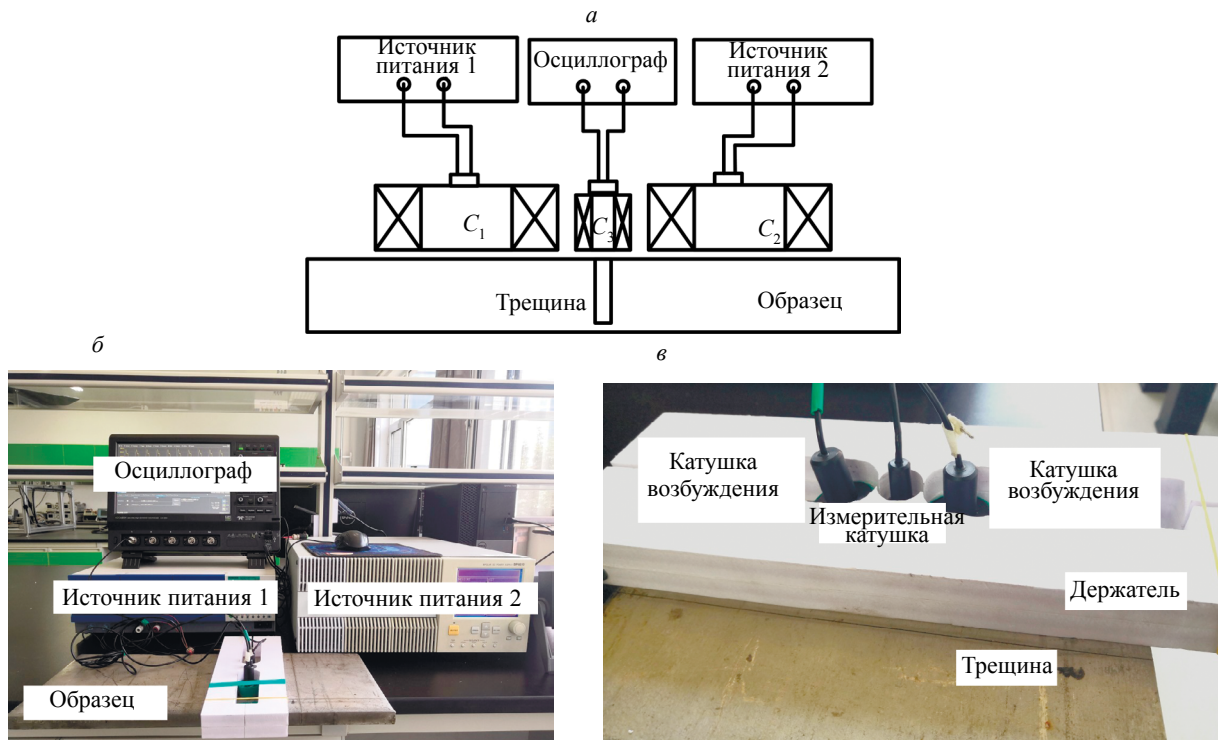 а
Источник
питания 1
Осциллограф
Источник
питания 2
C1
C3
C2
Трещина
Образец
б
Осциллограф
Источник питания 1
Источник питания 2
Образец
в
Катушка
возбуждения
Измерительная
катушка
Катушка
возбуждения
Держатель
Трещина